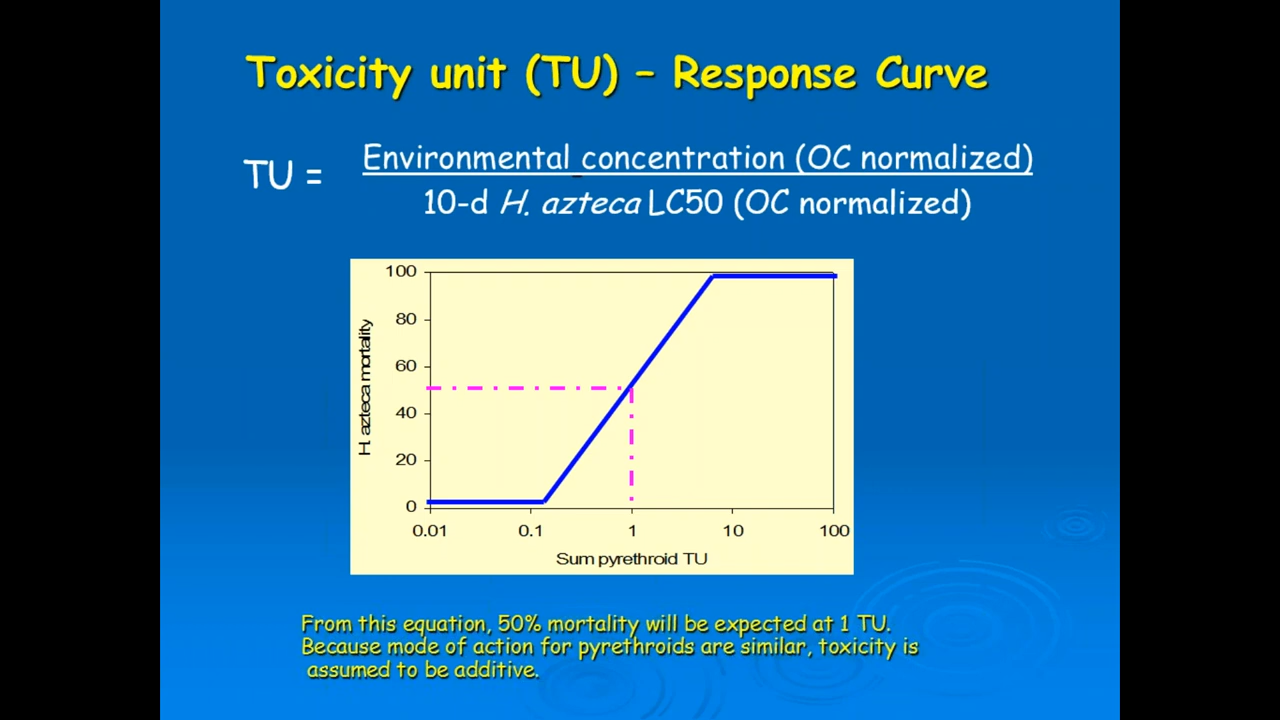 Toxicity unit (TU) – Response Curve
TU =
Environmental concentration (OC normalized)
10-d H. azteca LC50 (OC normalized)
100
80
60
40
20
0
H. azteca mortality
0.01 0.1 1 10 100
Sum pyrethroid TU
From this equation, 50% mortality will be expected at 1 TU.
Because mode of action for pyrethroids are similar, toxicity is
assumed to be additive.